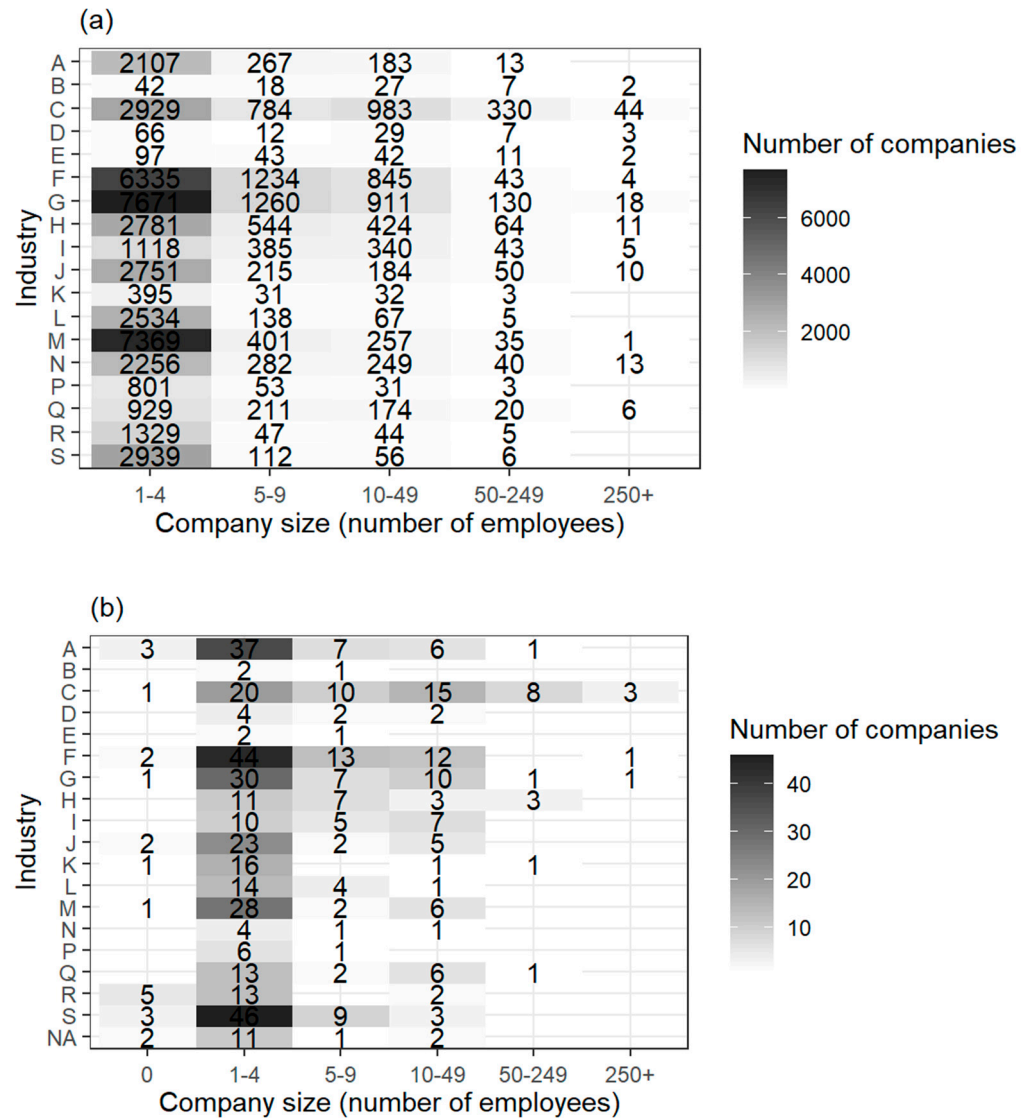 (a)
A 2107 267 183 13
B 42 18 27 7 2
C 2929 784 983 330 44
D 66 12 29 7 3
E 97 43 42 11 2
F 6335 1234 845 43 4
G 7671 1260 911 130 18
H 2781 544 424 64 11
I 1118 385 340 43 5
J 2751 215 184 50 10
K 395 31 32 3
L 2534 138 67 5
M 7369 401 257 35 1
N 2256 282 249 40 13
P 801 53 31 3
Q 929 211 174 20 6
R 1329 47 44 5
S 2939 112 56 6
1-4 5-9 10-49 50-249 250+
Company size (number of employees)
Industry
Number of companies
6000
4000
2000
(b)
A 3 37 7 6 1
B 2 1
C 1 20 10 15 8 3
D 4 2 2
E 2 1
F 2 44 13 12 1
G 1 30 7 10 1 1
H 11 7 3 3
I 10 5 7
J 2 23 2 5
K 1 16 1 1
L 14 4 1
M 1 28 2 6
N 4 1 1
P 6 1
Q 13 2 6 1
R 5 13 2
S 3 46 9 3
NA 2 11 1 2
0 1-4 5-9 10-49 50-249 250+
Company size (number of employees)
Industry
Number of companies
40
30
20
10